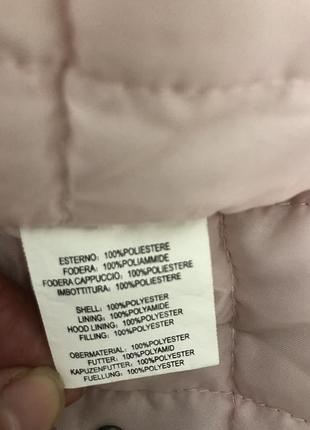 ESTERNO: 100%POLIESTERE
FODERA: 100%POLIAMMIDE
FODERA CAPPUCCIO: 100%POLIESTERE
IMBOTTITURA: 100%POLIESTERE
SHELL: 100%POLYESTER
LINING: 100%POLYAMIDE
HOOD LINING: 100%POLYESTER
FILLING: 100%POLYESTER
OBERMATERIAL: 100%POLYESTER
FUTTER: 100%POLYAMID
KAPUZENFUTTER: 100%POLYESTER
FUELLUNG: 100%POLYESTER